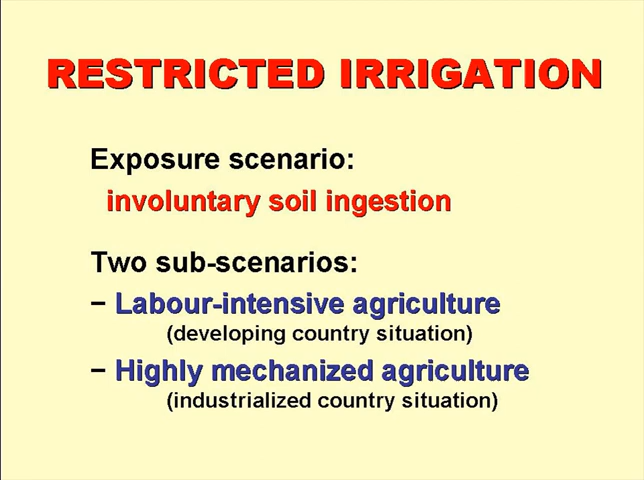 RESTRICTED IRRIGATION
Exposure scenario:
involuntary soil ingestion
Two sub-scenarios:
– Labour-intensive agriculture
(developing country situation)
– Highly mechanized agriculture
(industrialized country situation)